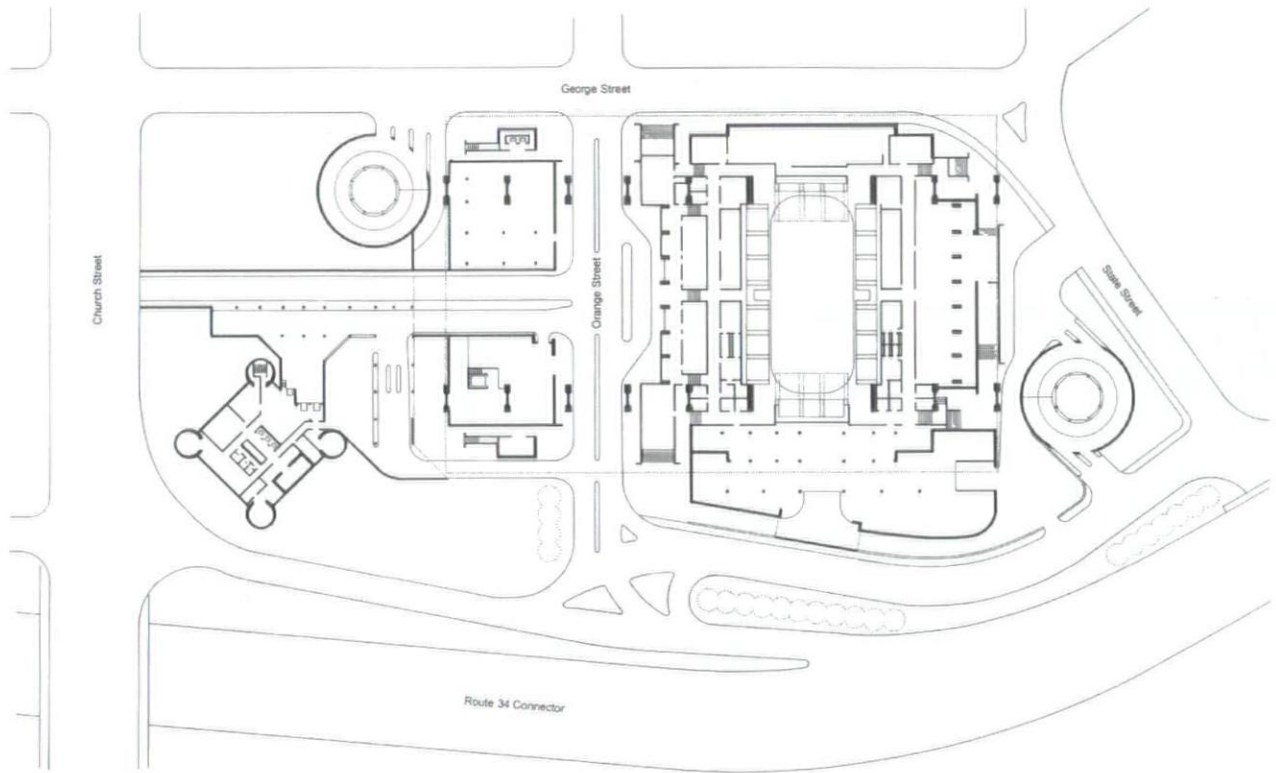 George Street
Church Street
Orange Street
State Street
Route 34 Connector